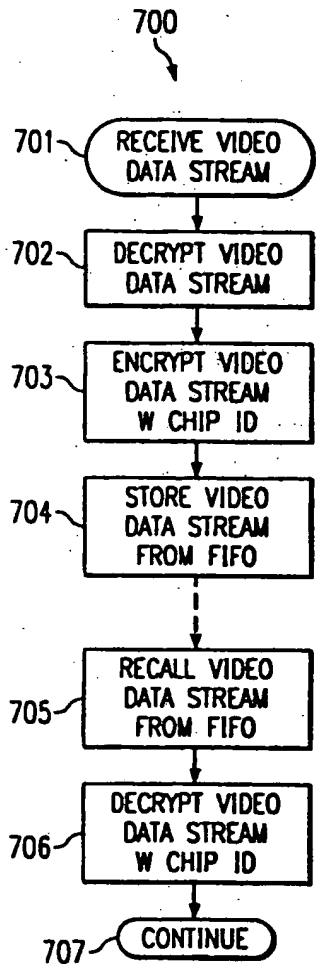 700
701
RECEIVE VIDEO
DATA STREAM
702
DECRYPT VIDEO
DATA STREAM
703
ENCRYPT VIDEO
DATA STREAM
W CHIP ID
704
STORE VIDEO
DATA STREAM
FROM FIFO
705
RECALL VIDEO
DATA STREAM
FROM FIFO
706
DECRYPT VIDEO
DATA STREAM
W CHIP ID
707
CONTINUE